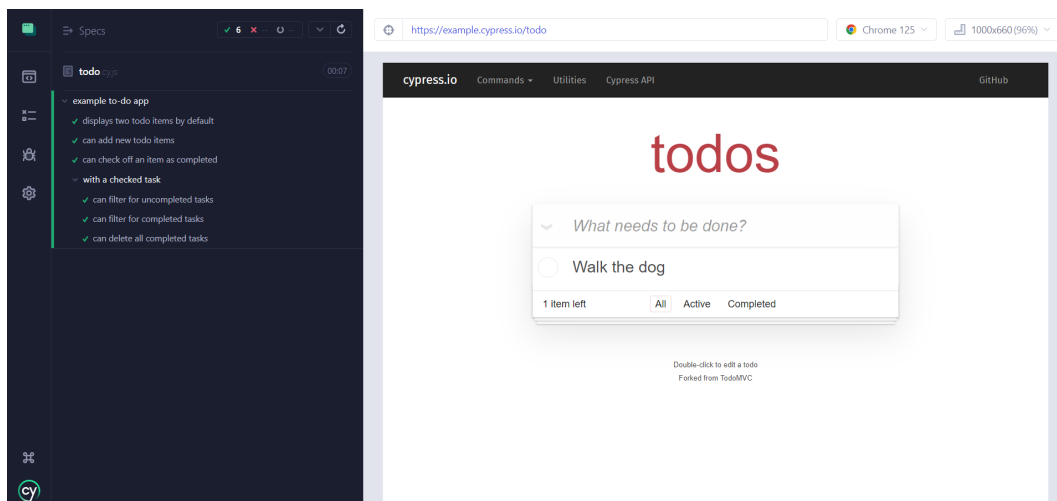 Specs
✓ 6 ✕ -- --
todo cy.js
00:07
example to-do app
✓ displays two todo items by default
✓ can add new todo items
✓ can check off an item as completed
with a checked task
✓ can filter for uncompleted tasks
✓ can filter for completed tasks
✓ can delete all completed tasks
cy
https://example.cypress.io/todo
Chrome 125
1000x660 (96%)
cypress.io Commands Utilities Cypress API GitHub
todos
What needs to be done?
Walk the dog
1 item left All Active Completed
Double-click to edit a todo
Forked from TodoMVC